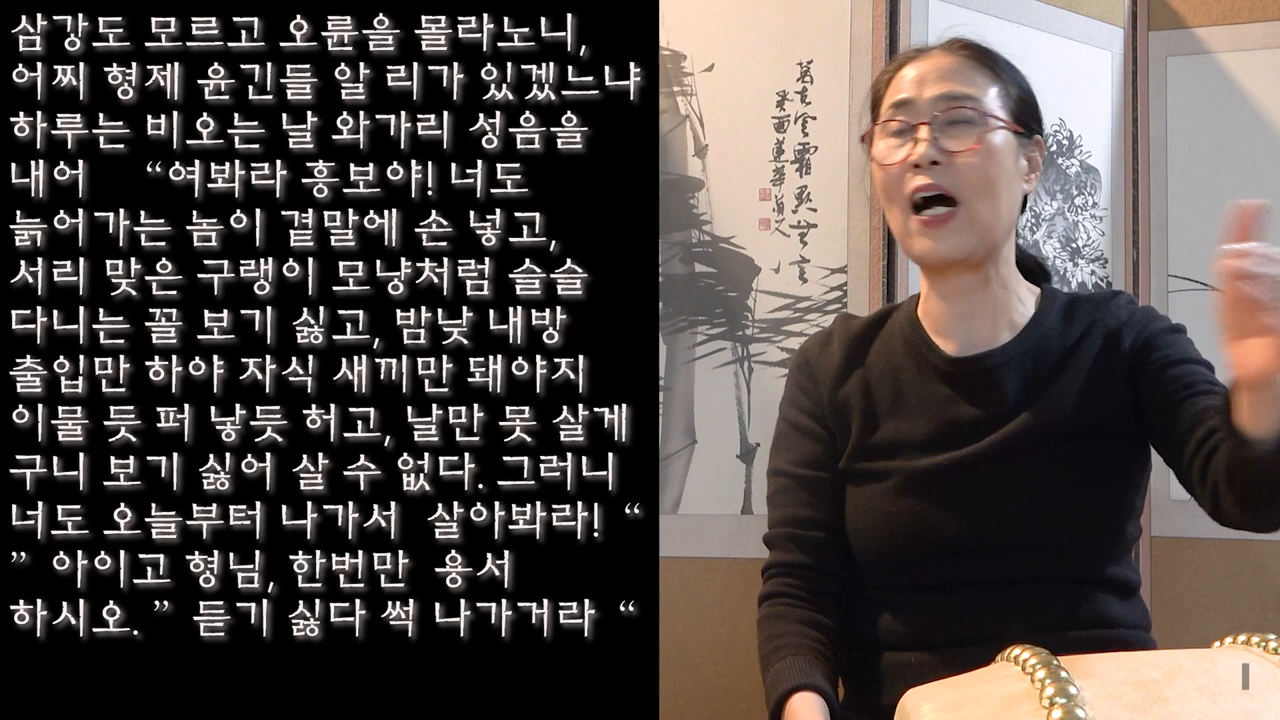 삼강도 모르고 오륜을 몰라노니,
어찌 형제 윤긴들 알 리가 있겠느냐
하루는 비오는 날 와가리 성음을
내어 “여봐라 흥보야! 너도
늙어가는 놈이 곁말에 손 넣고,
서리 맞은 구랭이 모냥처럼 슬슬
다니는 꼴 보기 싫고, 밤낮 내방
출입만 하야 자식 새끼만 돼야지
이물 듯 퍼 낳듯 허고, 날만 못 살게
구니 보기 싫어 살 수 없다. 그러니
너도 오늘부터 나가서 살아봐라! “
” 아이고 형님, 한번만 용서
하시오. ” 듣기 싫다 썩 나가거라 “